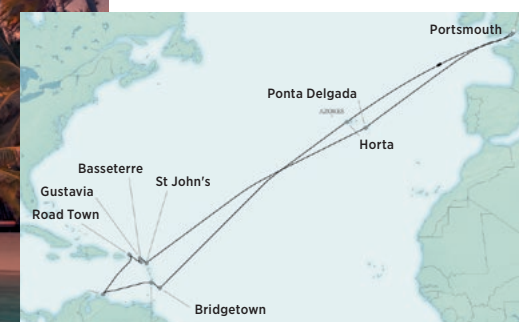 Portsmouth
Ponta Delgada
AZORES
Horta
Basseterre
St John's
Gustavia
Road Town
Bridgetown